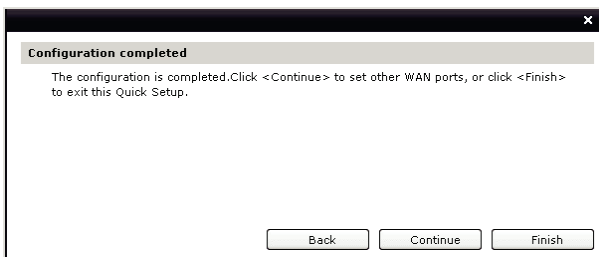 Configuration completed
The configuration is completed.Click <Continue> to set other WAN ports, or click <Finish>
to exit this Quick Setup.
Back Continue Finish